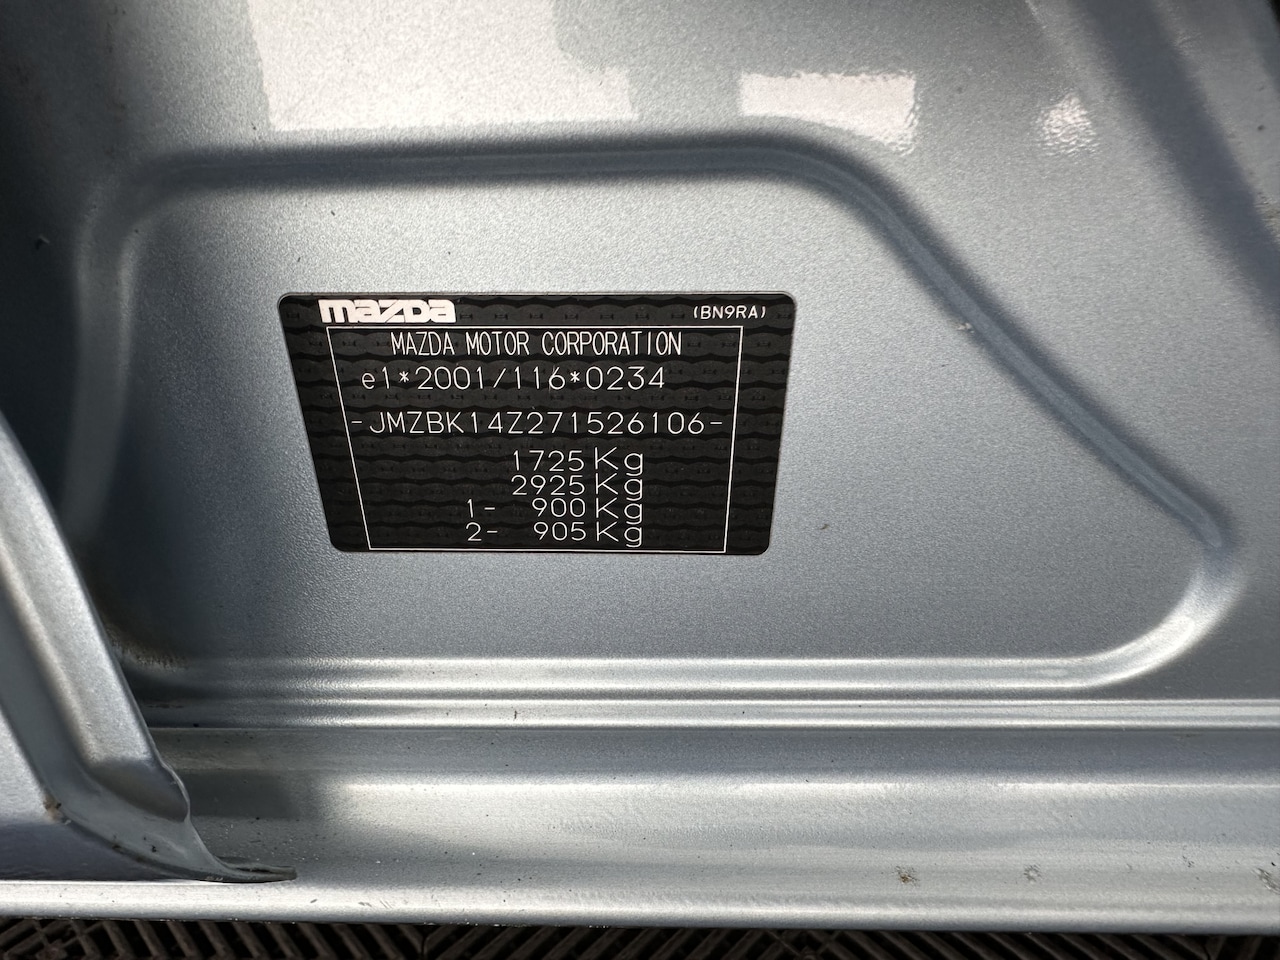 mazda (BN9RA)
MAZDA MOTOR CORPORATION
e1*2001/116*0234
-JMZBK14Z271526106-
1725 Kg
2925 Kg
1- 900 Kg
2- 905 Kg